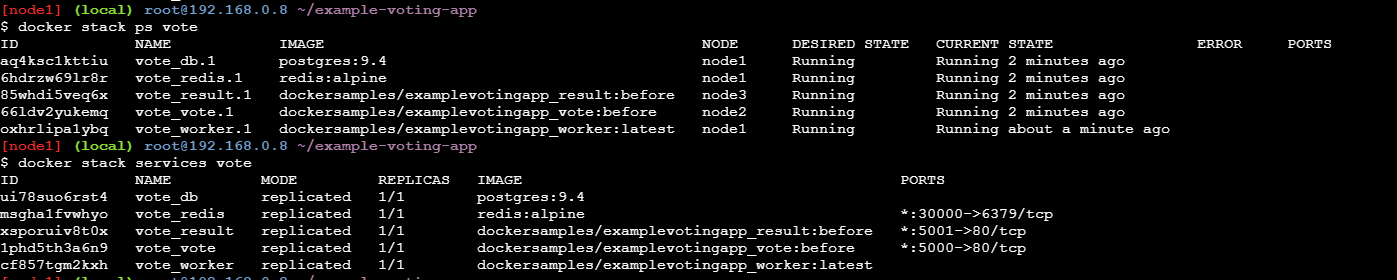 [node1] (local) root@192.168.0.8 ~/example-voting-app
$ docker stack ps vote
ID NAME IMAGE NODE DESIRED STATE CURRENT STATE ERROR PORTS
aq4ksc1kttiu vote_db.1 postgres:9.4 node1 Running Running 2 minutes ago
6hdrzw69lr8r vote_redis.1 redis:alpine node1 Running Running 2 minutes ago
85whdi5veq6x vote_result.1 dockersamples/examplevotingapp_result:before node3 Running Running 2 minutes ago
66ldv2yukemq vote_vote.1 dockersamples/examplevotingapp_vote:before node2 Running Running 2 minutes ago
oxhrlipa1ybq vote_worker.1 dockersamples/examplevotingapp_worker:latest node1 Running Running about a minute ago
[node1] (local) root@192.168.0.8 ~/example-voting-app
$ docker stack services vote
ID NAME MODE REPLICAS IMAGE PORTS
ui78suo6rst4 vote_db replicated 1/1 postgres:9.4
msgha1fvwhyo vote_redis replicated 1/1 redis:alpine *:30000->6379/tcp
xsporuiv8t0x vote_result replicated 1/1 dockersamples/examplevotingapp_result:before *:5001->80/tcp
1phd5th3a6n9 vote_vote replicated 1/1 dockersamples/examplevotingapp_vote:before *:5000->80/tcp
cf857tgm2kxh vote_worker replicated 1/1 dockersamples/examplevotingapp_worker:latest